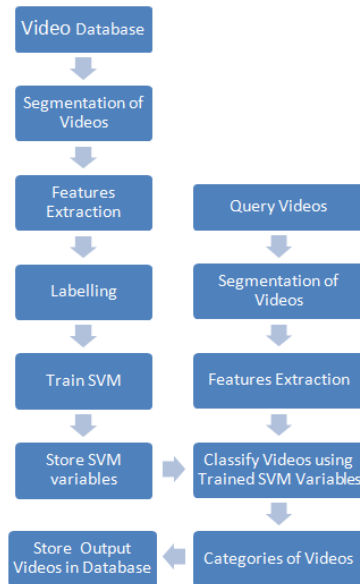 Video Database
Segmentation of
Videos
Features
Extraction
Labelling
Train SVM
Store SVM
variables
Query Videos
Segmentation of
Videos
Features Extraction
Classify Videos using
Trained SVM Variables
Categories of Videos
Store Output
Videos in Database